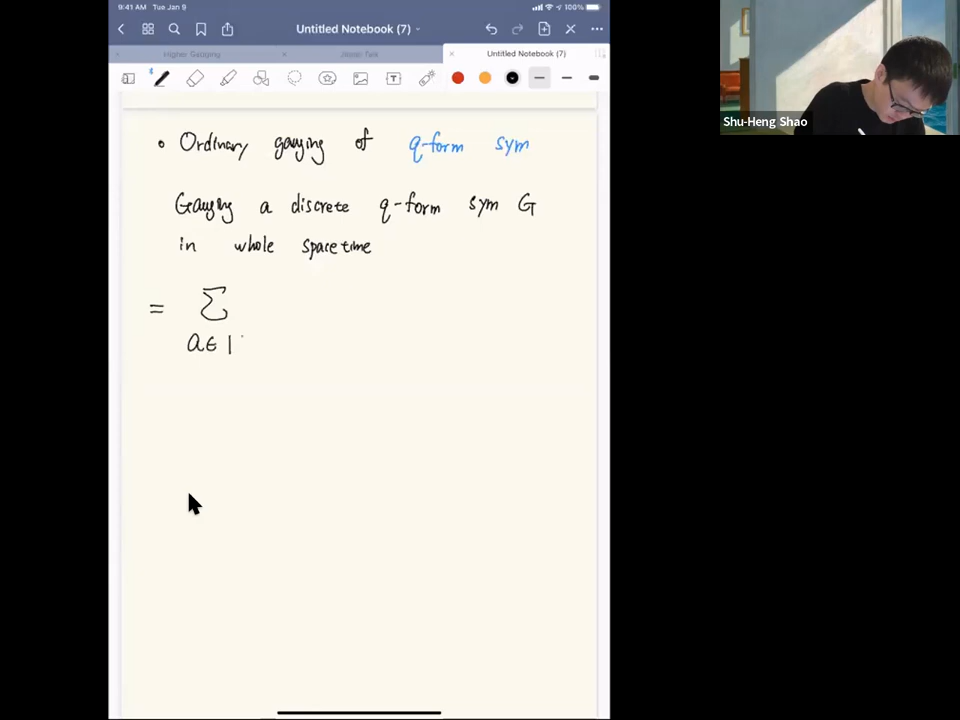 9:41 AM Tue Jan 9
100%
Untitled Notebook (7)
Higher Gauging
Untitled Notebook (7)
Shu-Heng Shao
• Ordinary gauging of q-form sym
Gauging a discrete q-form sym G
in whole spacetime
= Σ
a∈